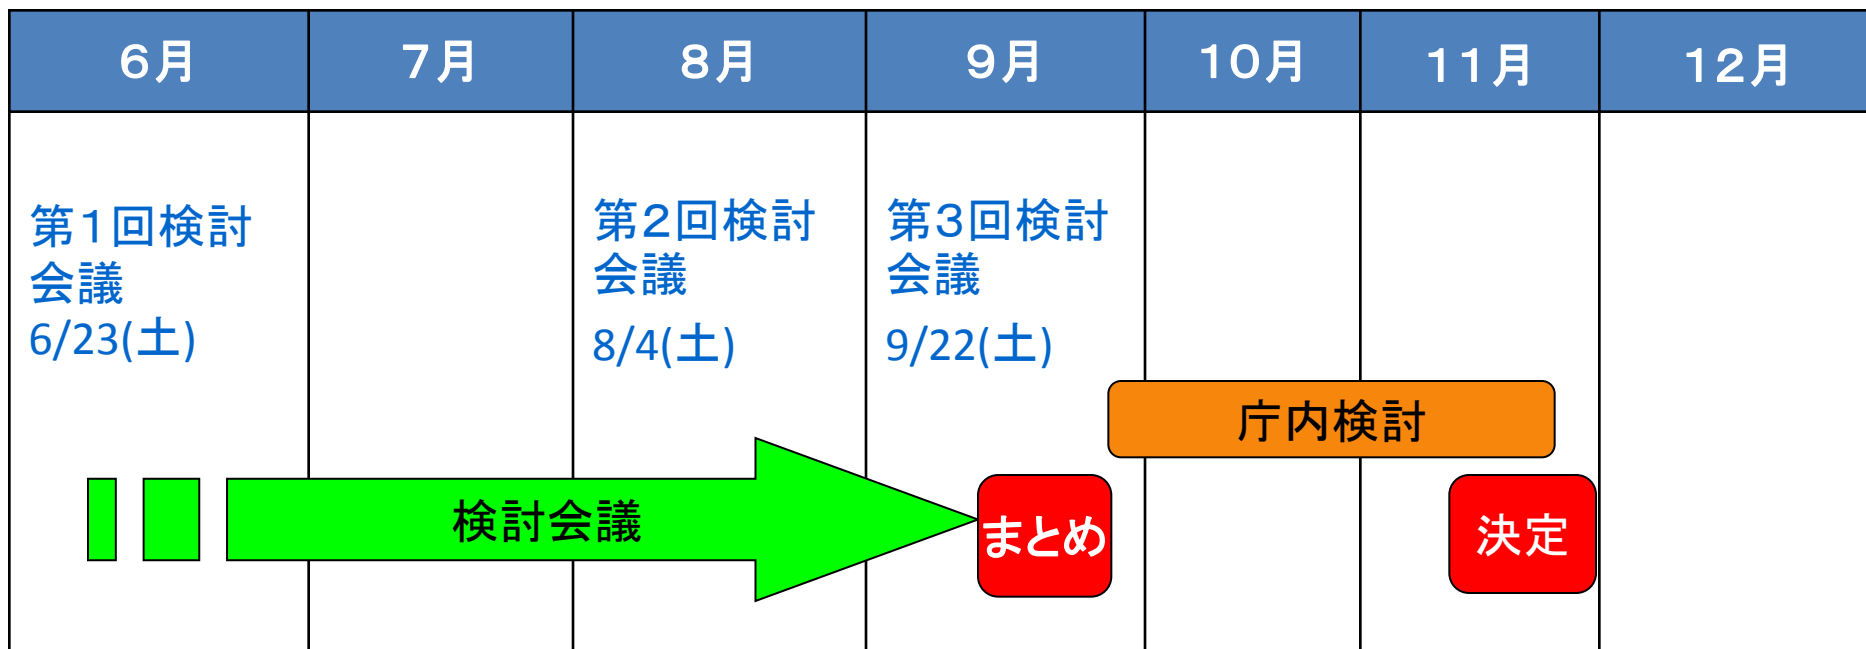 6月
7月
8月
9月
10月
11月
12月
第1回検討
会議
6/23(土)
第2回検討
会議
8/4(土)
第3回検討
会議
9/22(土)
庁内検討
検討会議
まとめ
決定